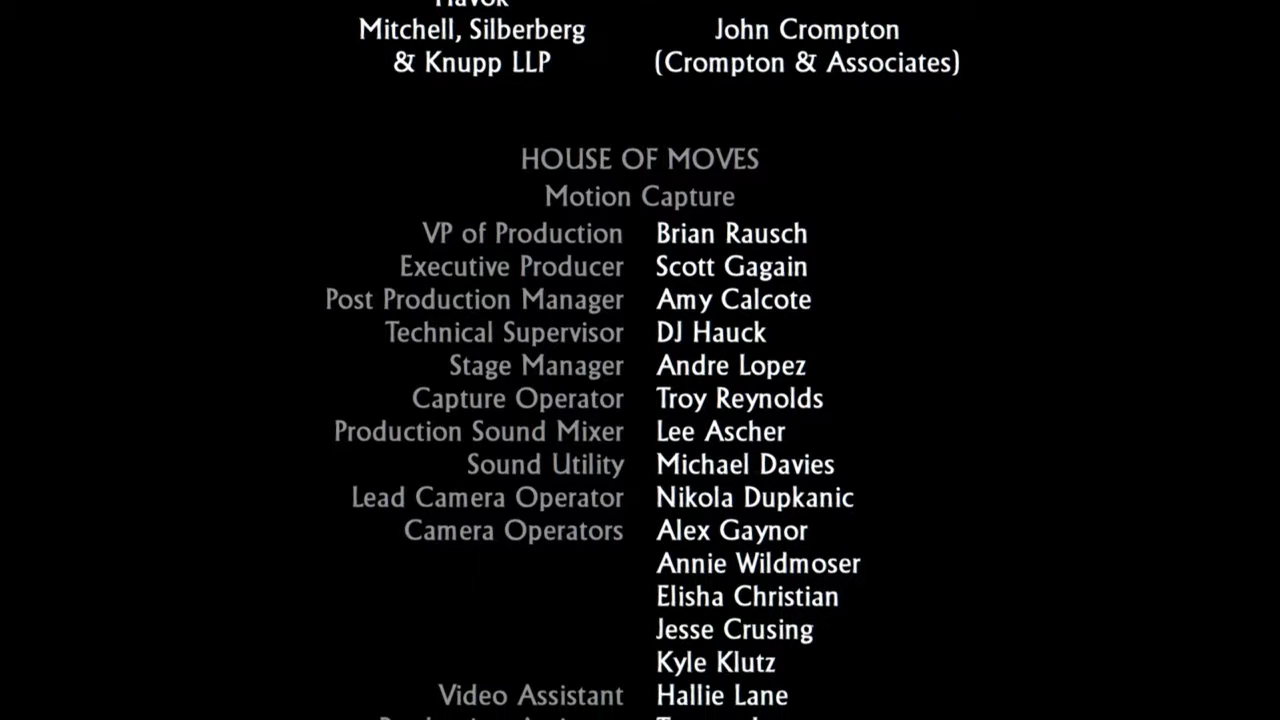 Havok
Mitchell, Silberberg
& Knupp LLP
John Crompton
(Crompton & Associates)
HOUSE OF MOVES
Motion Capture
VP of Production Brian Rausch
Executive Producer Scott Gagain
Post Production Manager Amy Calcote
Technical Supervisor DJ Hauck
Stage Manager Andre Lopez
Capture Operator Troy Reynolds
Production Sound Mixer Lee Ascher
Sound Utility Michael Davies
Lead Camera Operator Nikola Dupkanic
Camera Operators Alex Gaynor
Annie Wildmoser
Elisha Christian
Jesse Crusing
Kyle Klutz
Video Assistant Hallie Lane